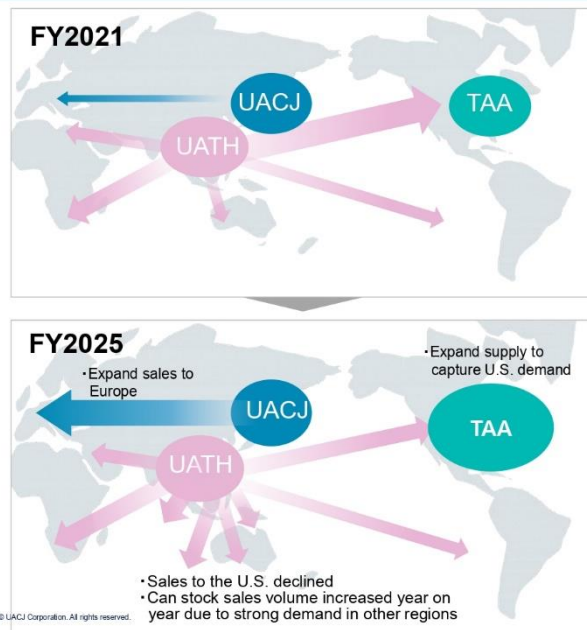 FY2021
UACJ
TAA
UATH
FY2025
・Expand sales to
Europe
・Expand supply to
capture U.S. demand
UACJ
TAA
UATH
・Sales to the U.S. declined
・Can stock sales volume increased year on
year due to strong demand in other regions
© UACJ Corporation. All rights reserved.